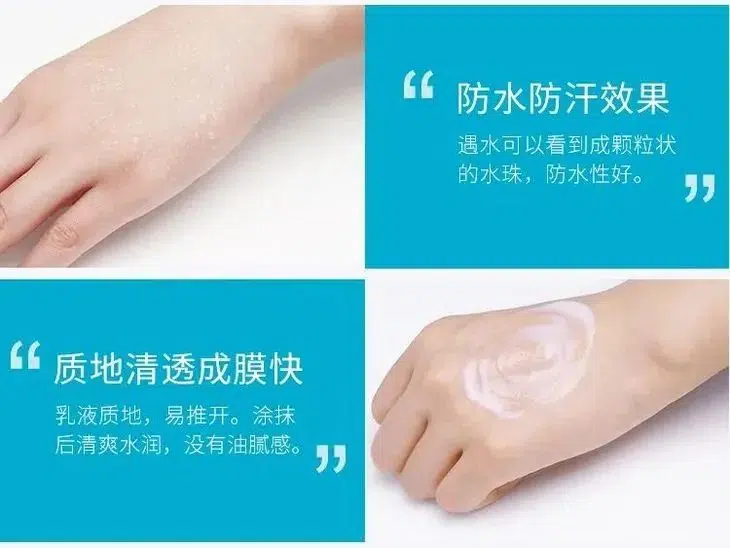 防水防汗效果
遇水可以看到成颗粒状
的水珠，防水性好。
质地清透成膜快
乳液质地，易推开。涂抹
后清爽水润，没有油腻感。